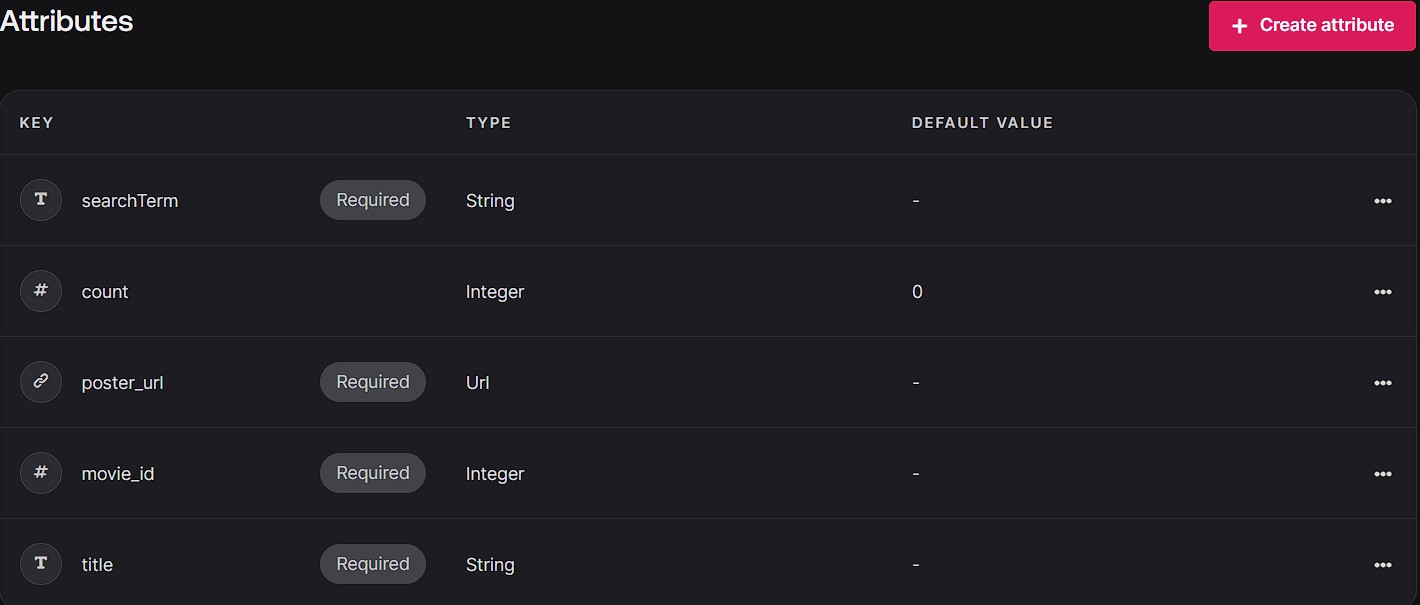 Attributes
+ Create attribute
KEY TYPE DEFAULT VALUE
T searchTerm Required String -
# count Integer 0
poster_url Required Url -
# movie_id Required Integer -
T title Required String -